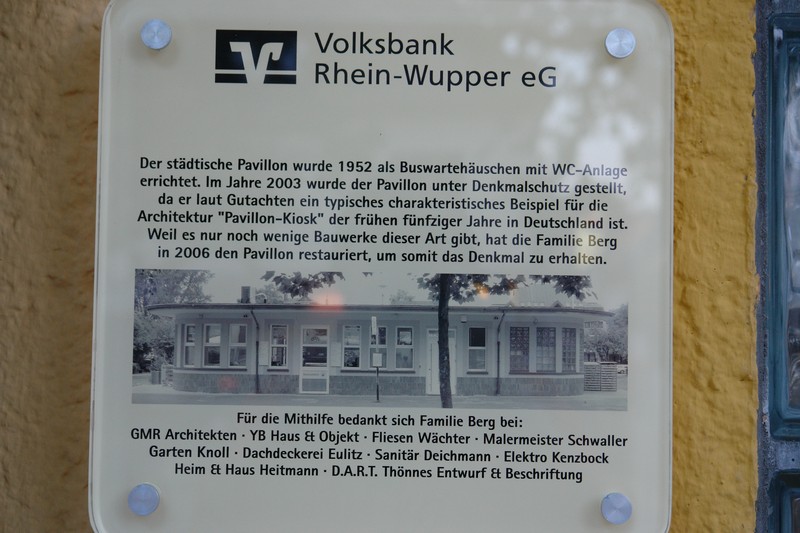 Volksbank
Rhein-Wupper eG
Der städtische Pavillon wurde 1952 als Buswartehäuschen mit WC-Anlage
errichtet. Im Jahre 2003 wurde der Pavillon unter Denkmalschutz gestellt,
da er laut Gutachten ein typisches charakteristisches Beispiel für die
Architektur "Pavillon-Kiosk" der frühen fünfziger Jahre in Deutschland ist.
Weil es nur noch wenige Bauwerke dieser Art gibt, hat die Familie Berg
in 2006 den Pavillon restauriert, um somit das Denkmal zu erhalten.
Für die Mithilfe bedankt sich Familie Berg bei:
GMR Architekten · YB Haus & Objekt · Fliesen Wächter · Malermeister Schwaller
Garten Knoll · Dachdeckerei Eulitz · Sanitär Deichmann · Elektro Kenzbock
Heim & Haus Heitmann · D.A.R.T. Thönnes Entwurf & Beschriftung